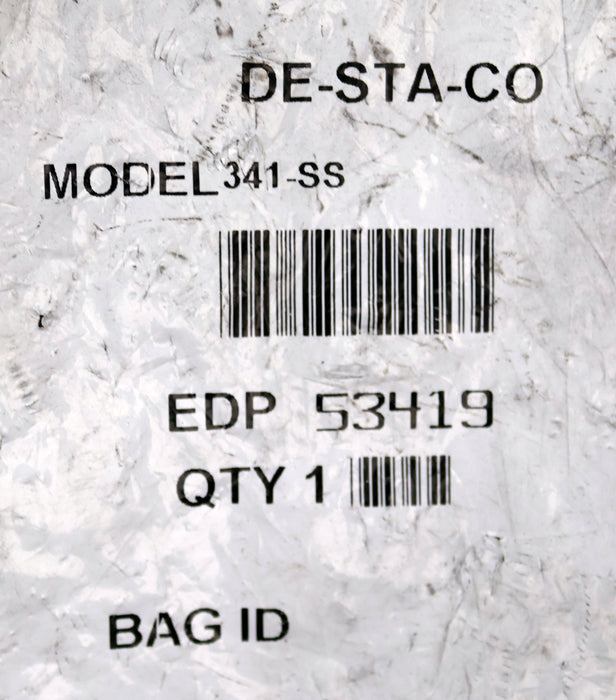 DE-STA-CO
MODEL 341-SS
EDP 53419
QTY 1
BAG ID